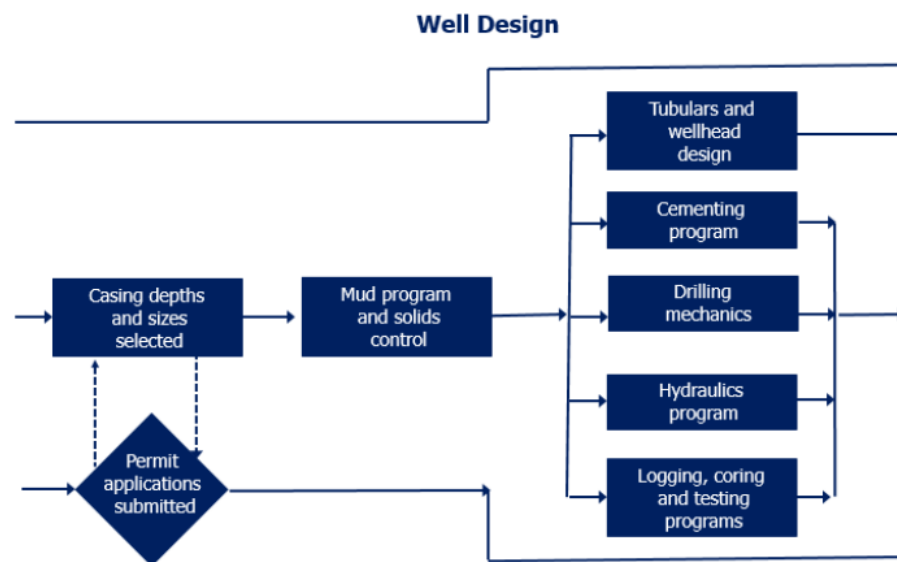 Well Design
Tubulars and
wellhead
design
Cementing
program
Casing depths
and sizes
selected
Mud program
and solids
control
Drilling
mechanics
Hydraulics
program
Permit
applications
submitted
Logging, coring
and testing
programs